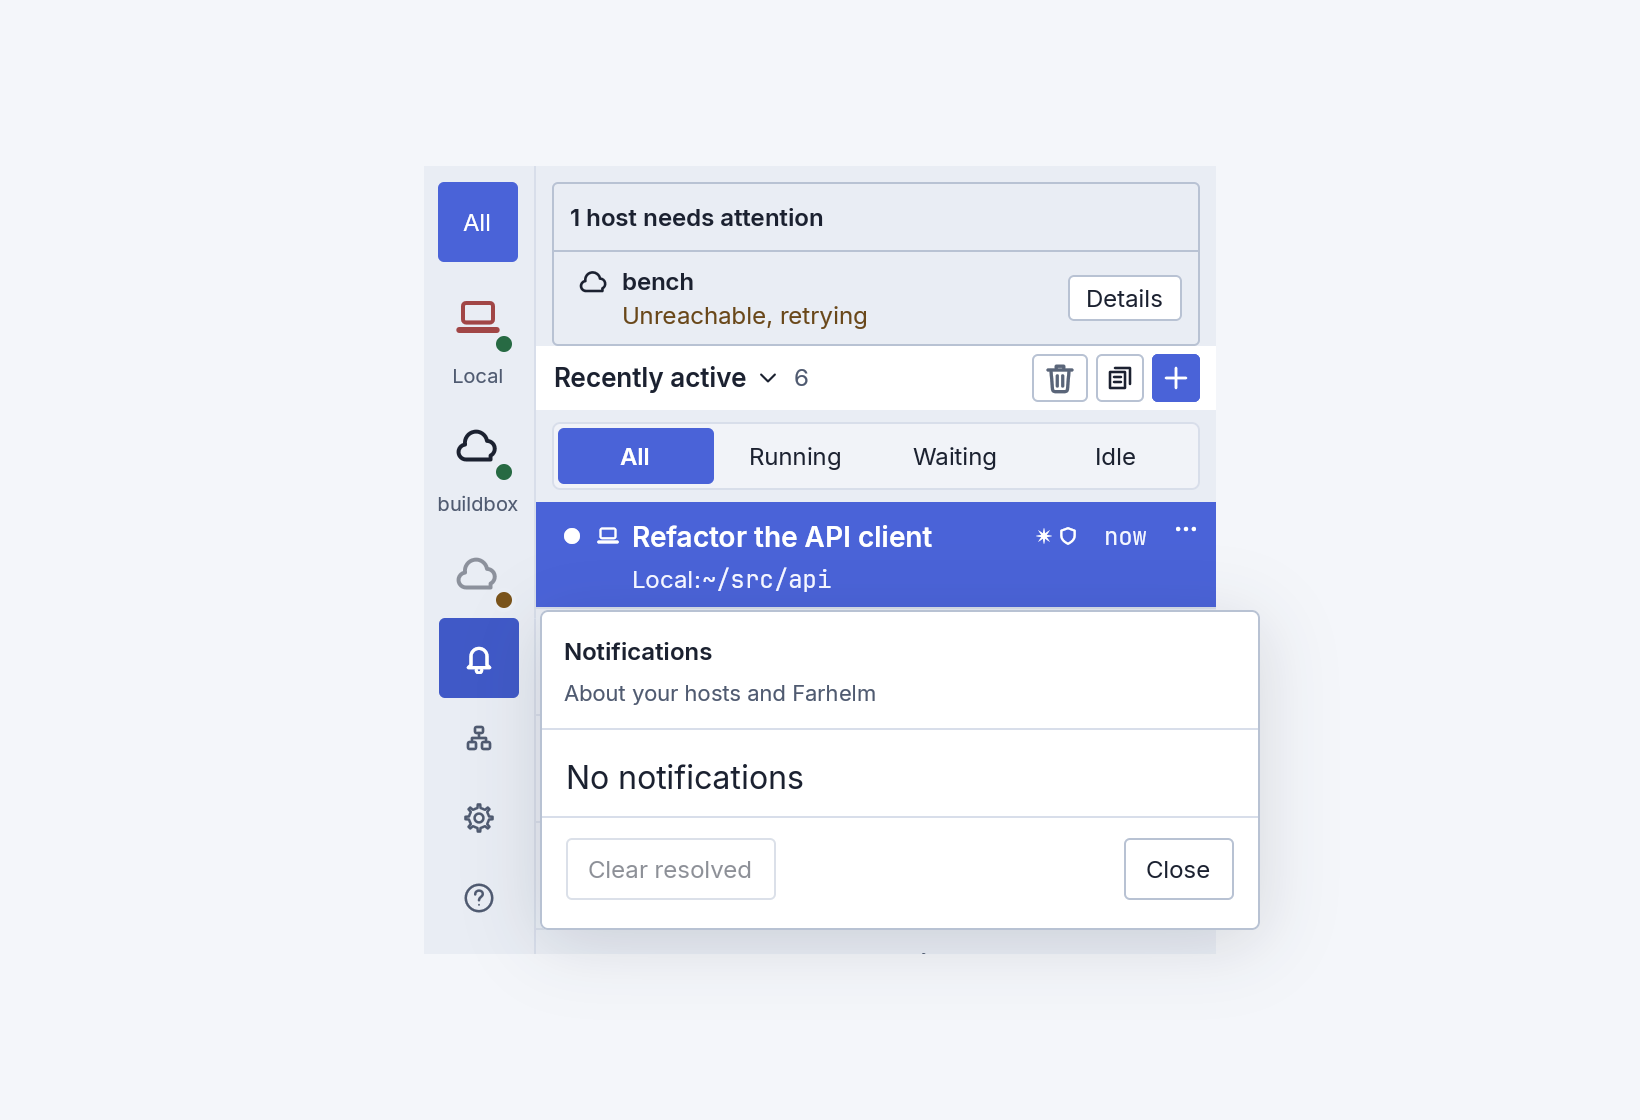 All
Local
buildbox
1 host needs attention
bench
Unreachable, retrying
Details
Recently active 6
All Running Waiting Idle
Refactor the API client now
Local:~/src/api
Notifications
About your hosts and Farhelm
No notifications
Clear resolved Close